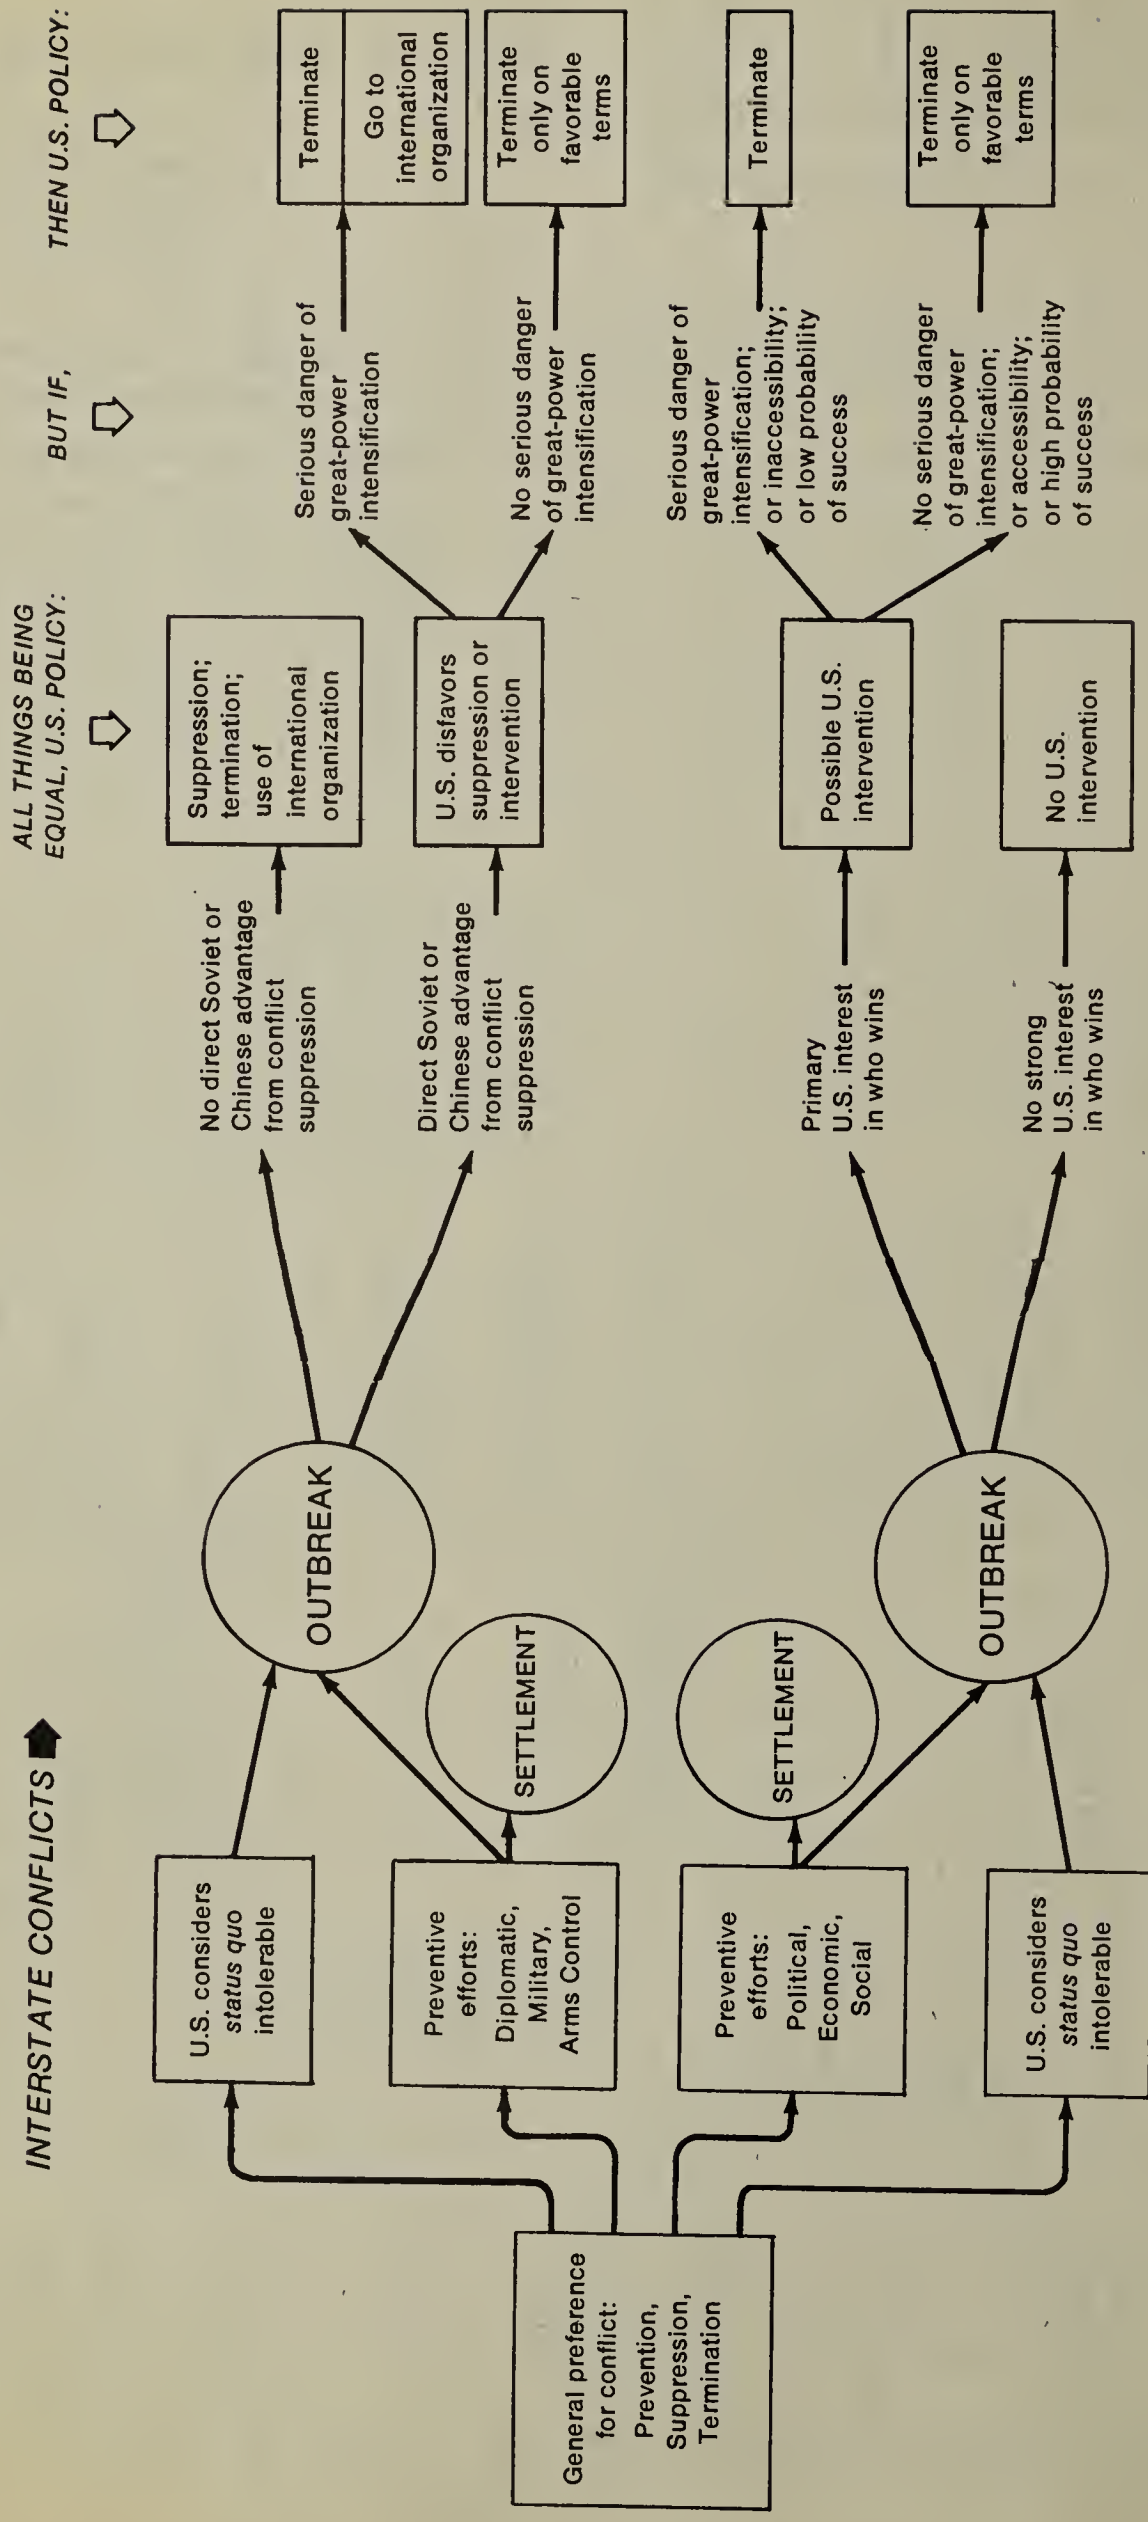 INTERSTATE CONFLICTS
ALL THINGS BEING
EQUAL, U.S. POLICY:
BUT IF,
THEN U.S. POLICY:
General preference
for conflict:
Prevention,
Suppression,
Termination
U.S. considers
status quo
intolerable
Preventive
efforts:
Diplomatic,
Military,
Arms Control
OUTBREAK
SETTLEMENT
No direct Soviet or
Chinese advantage
from conflict
suppression
Suppression;
termination;
use of
international
organization
Direct Soviet or
Chinese advantage
from conflict
suppression
U.S. disfavors
suppression or
intervention
Serious danger of
great-power
intensification
Terminate
Go to
international
organization
No serious danger
of great-power
intensification
Terminate
only on
favorable
terms
Preventive
efforts:
Political,
Economic,
Social
U.S. considers
status quo
intolerable
SETTLEMENT
OUTBREAK
Primary
U.S. interest
in who wins
Possible U.S.
intervention
No strong
U.S. interest
in who wins
No U.S.
intervention
Serious danger of
great-power
intensification;
or inaccessibility;
or low probability
of success
Terminate
No serious danger
of great-power
intensification;
or accessibility;
or high probability
of success
Terminate
only on
favorable
terms